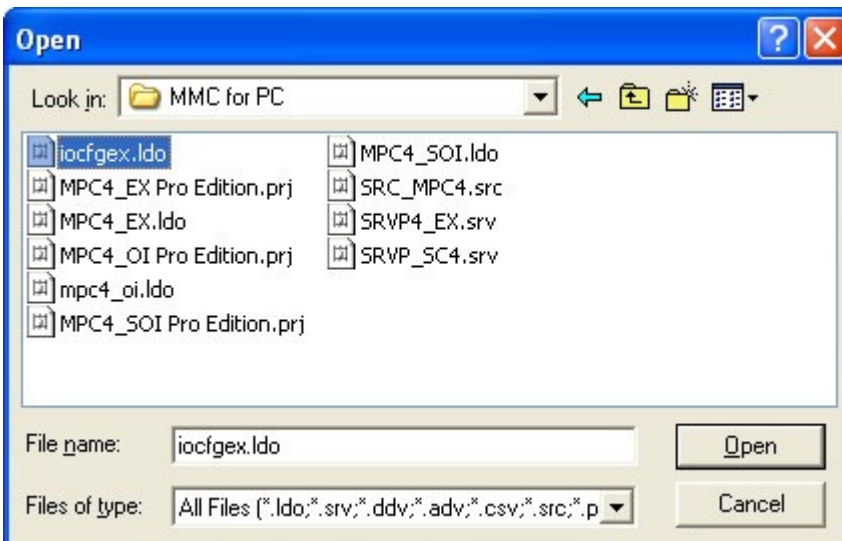 Open
Look in: MMC for PC
iocfgex.ldo
MPC4_EX Pro Edition.prj
MPC4_EX.ldo
MPC4_OI Pro Edition.prj
mpc4_oi.ldo
MPC4_SOI Pro Edition.prj
MPC4_SOI.ldo
SRC_MPC4.src
SRVP4_EX.srv
SRVP_SC4.srv
File name: iocfgex.ldo Open
Files of type: All Files (*.ldo;*.srv;*.ddv;*.adv;*.csv;*.src;*.p Cancel